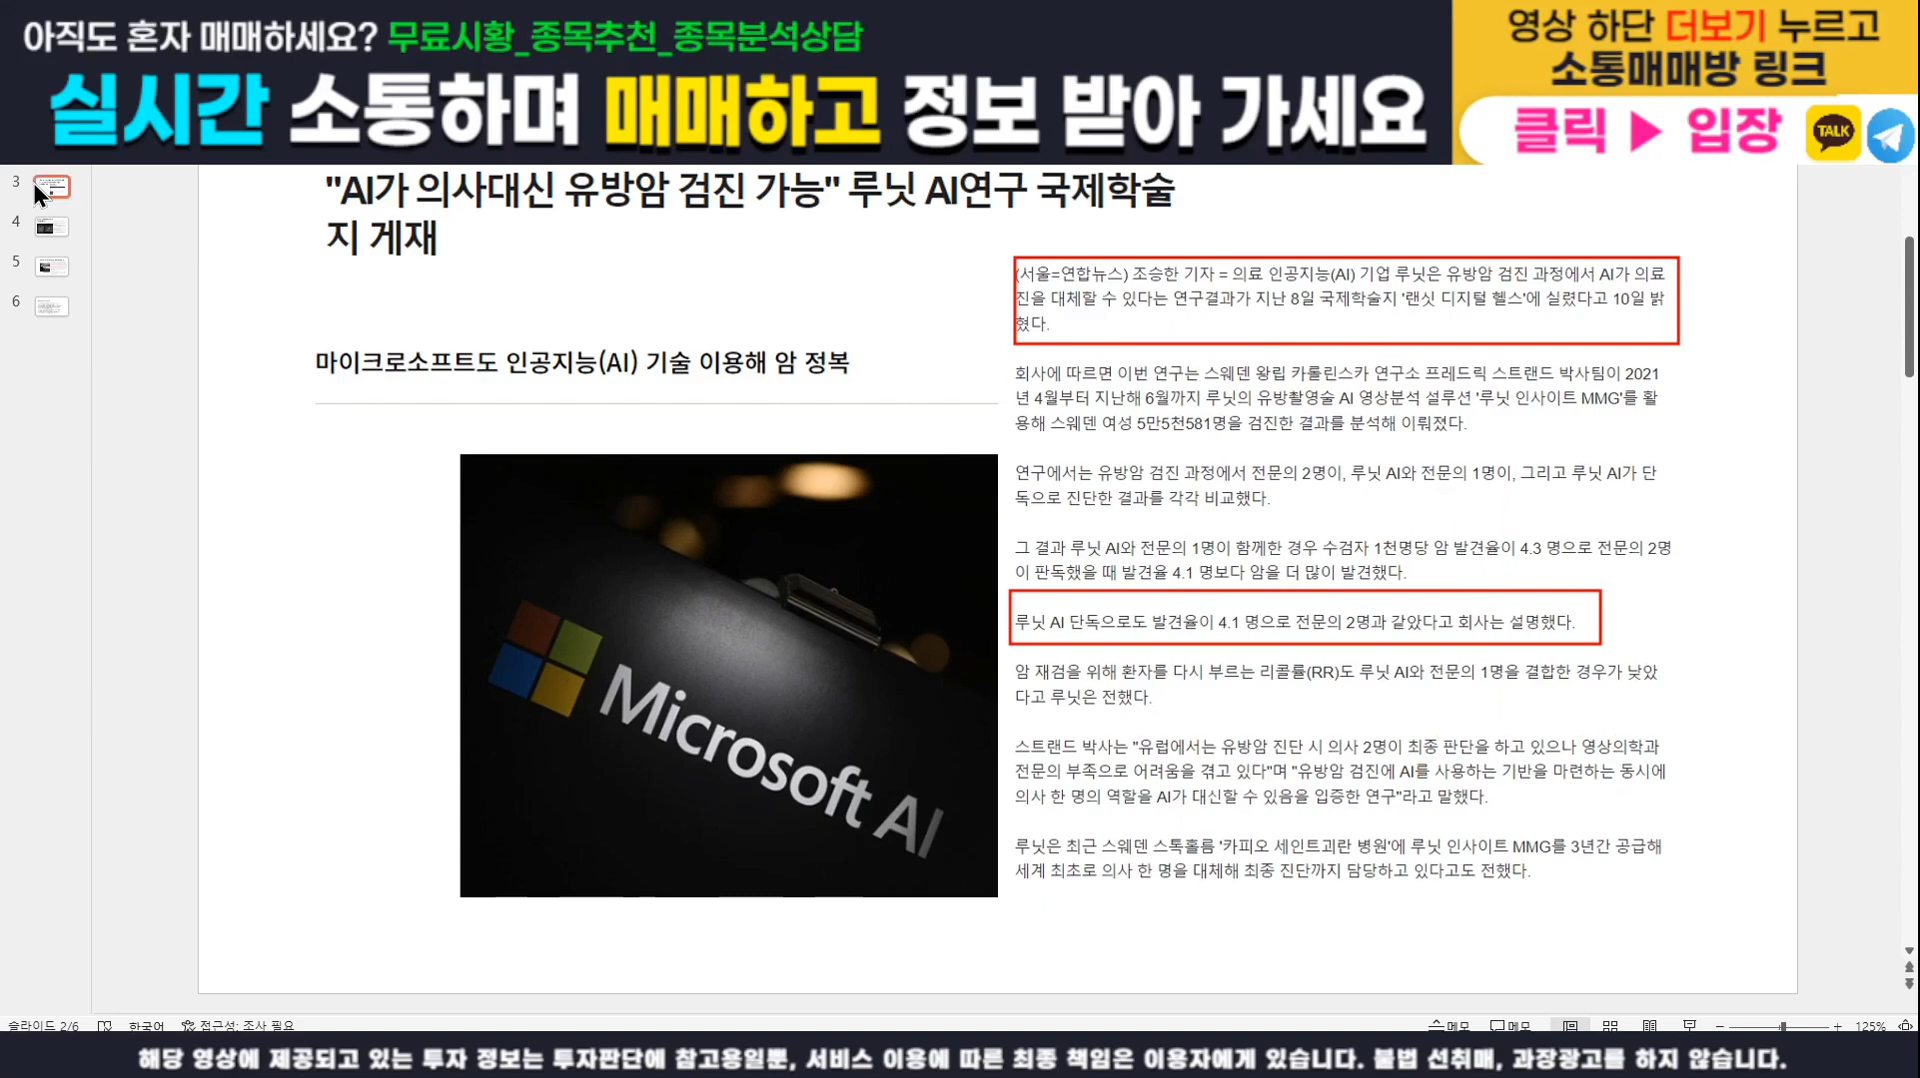 아직도 혼자 매매하세요? 무료시황_종목추천_종목분석상담
실시간 소통하며 매매하고 정보 받아 가세요
영상 하단 더보기 누르고
소통매매방 링크
클릭 ▶ 입장
TALK
3
4
5
6
"AI가 의사대신 유방암 검진 가능" 루닛 AI연구 국제학술
지 게재
마이크로소프트도 인공지능(AI) 기술 이용해 암 정복
Microsoft AI
(서울=연합뉴스) 조승한 기자 = 의료 인공지능(AI) 기업 루닛은 유방암 검진 과정에서 AI가 의료
진을 대체할 수 있다는 연구결과가 지난 8일 국제학술지 '랜싯 디지털 헬스'에 실렸다고 10일 밝
혔다.
회사에 따르면 이번 연구는 스웨덴 왕립 카롤린스카 연구소 프레드릭 스트랜드 박사팀이 2021
년 4월부터 지난해 6월까지 루닛의 유방촬영술 AI 영상분석 설루션 '루닛 인사이트 MMG'를 활
용해 스웨덴 여성 5만5천581명을 검진한 결과를 분석해 이뤄졌다.
연구에서는 유방암 검진 과정에서 전문의 2명이, 루닛 AI와 전문의 1명이, 그리고 루닛 AI가 단
독으로 진단한 결과를 각각 비교했다.
그 결과 루닛 AI와 전문의 1명이 함께한 경우 수검자 1천명당 암 발견율이 4.3 명으로 전문의 2명
이 판독했을 때 발견율 4.1 명보다 암을 더 많이 발견했다.
루닛 AI 단독으로도 발견율이 4.1 명으로 전문의 2명과 같았다고 회사는 설명했다.
암 재검을 위해 환자를 다시 부르는 리콜률(RR)도 루닛 AI와 전문의 1명을 결합한 경우가 낮았
다고 루닛은 전했다.
스트랜드 박사는 "유럽에서는 유방암 진단 시 의사 2명이 최종 판단을 하고 있으나 영상의학과
전문의 부족으로 어려움을 겪고 있다"며 "유방암 검진에 AI를 사용하는 기반을 마련하는 동시에
의사 한 명의 역할을 AI가 대신할 수 있음을 입증한 연구"라고 말했다.
루닛은 최근 스웨덴 스톡홀름 '카피오 세인트괴란 병원'에 루닛 인사이트 MMG를 3년간 공급해
세계 최초로 의사 한 명을 대체해 최종 진단까지 담당하고 있다고도 전했다.
슬라이드 2/6 한국어 접근성: 조사 필요 메모 메모 125%
해당 영상에 제공되고 있는 투자 정보는 투자판단에 참고용일뿐, 서비스 이용에 따른 최종 책임은 이용자에게 있습니다. 불법 선취매, 과장광고를 하지 않습니다.